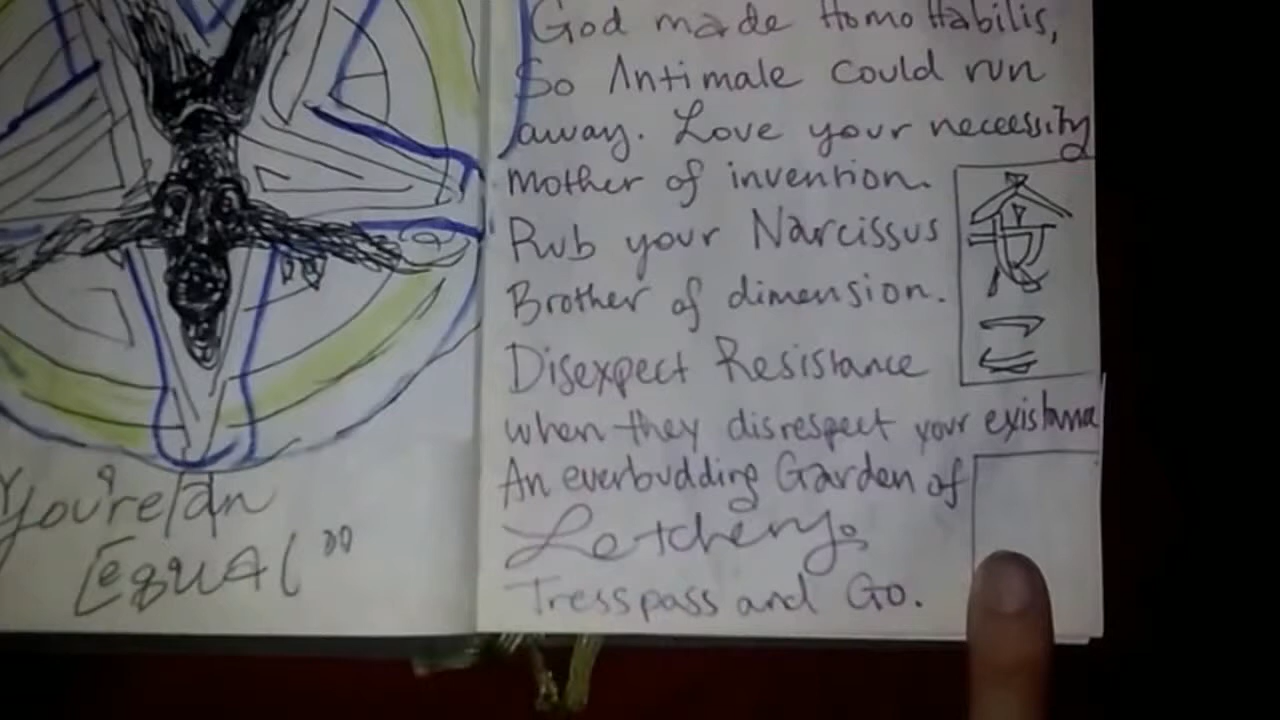 You're an
EQUAL"
God made Homo Habilis,
So Antimale could run
away. Love your necessity
mother of invention.
Rub your Narcissus
Brother of dimension.
Disexpect Resistance
when they disrespect your
An everbudding Garden of
Letchery.
Tresspass and Go.